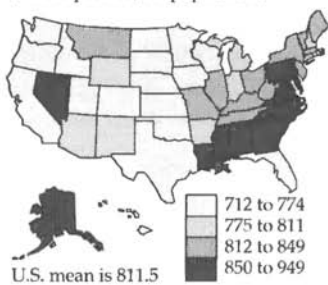 712 to 774
775 to 811
812 to 849
850 to 949
U.S. mean is 811.5